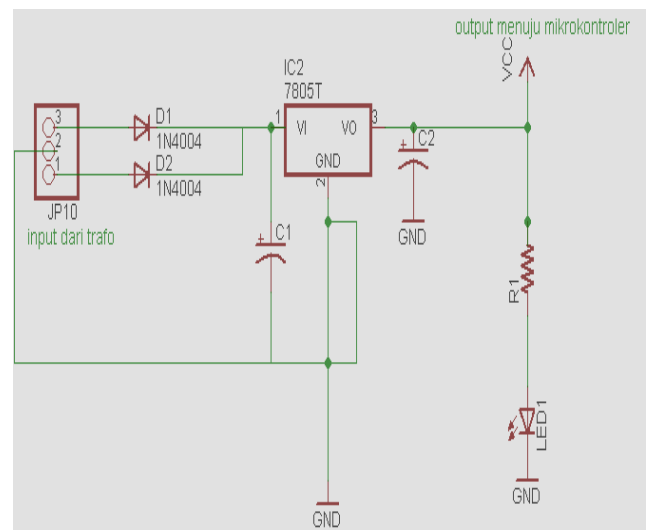 output menuju mikrokontroler
VCC
IC2
7805T
3
2
1
JP10
input dari trafo
D1
1N4004
D2
1N4004
1
VI
VO
3
GND
2
C1
C2
GND
R1
LED1
GND
GND